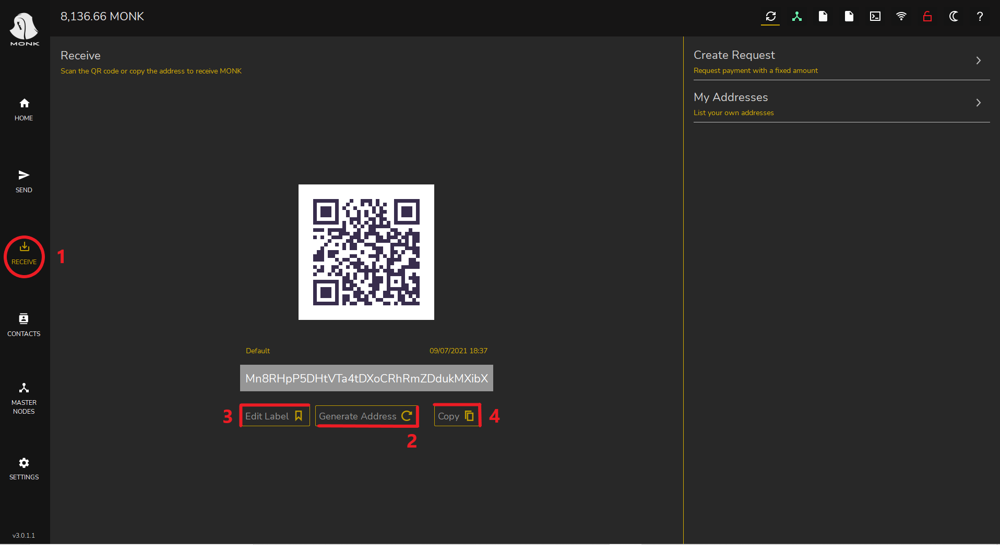 8,136.66 MONK
MONK
Receive
Scan the QR code or copy the address to receive MONK
Create Request
Request payment with a fixed amount
My Addresses
List your own addresses
HOME
SEND
RECEIVE
1
CONTACTS
MASTER
NODES
SETTINGS
v3.0.1.1
Default
09/07/2021 18:37
Mn8RHpP5DHtVTa4tDXoCRhRmZDdukMXibX
3
Edit Label
Generate Address
Copy
4
2